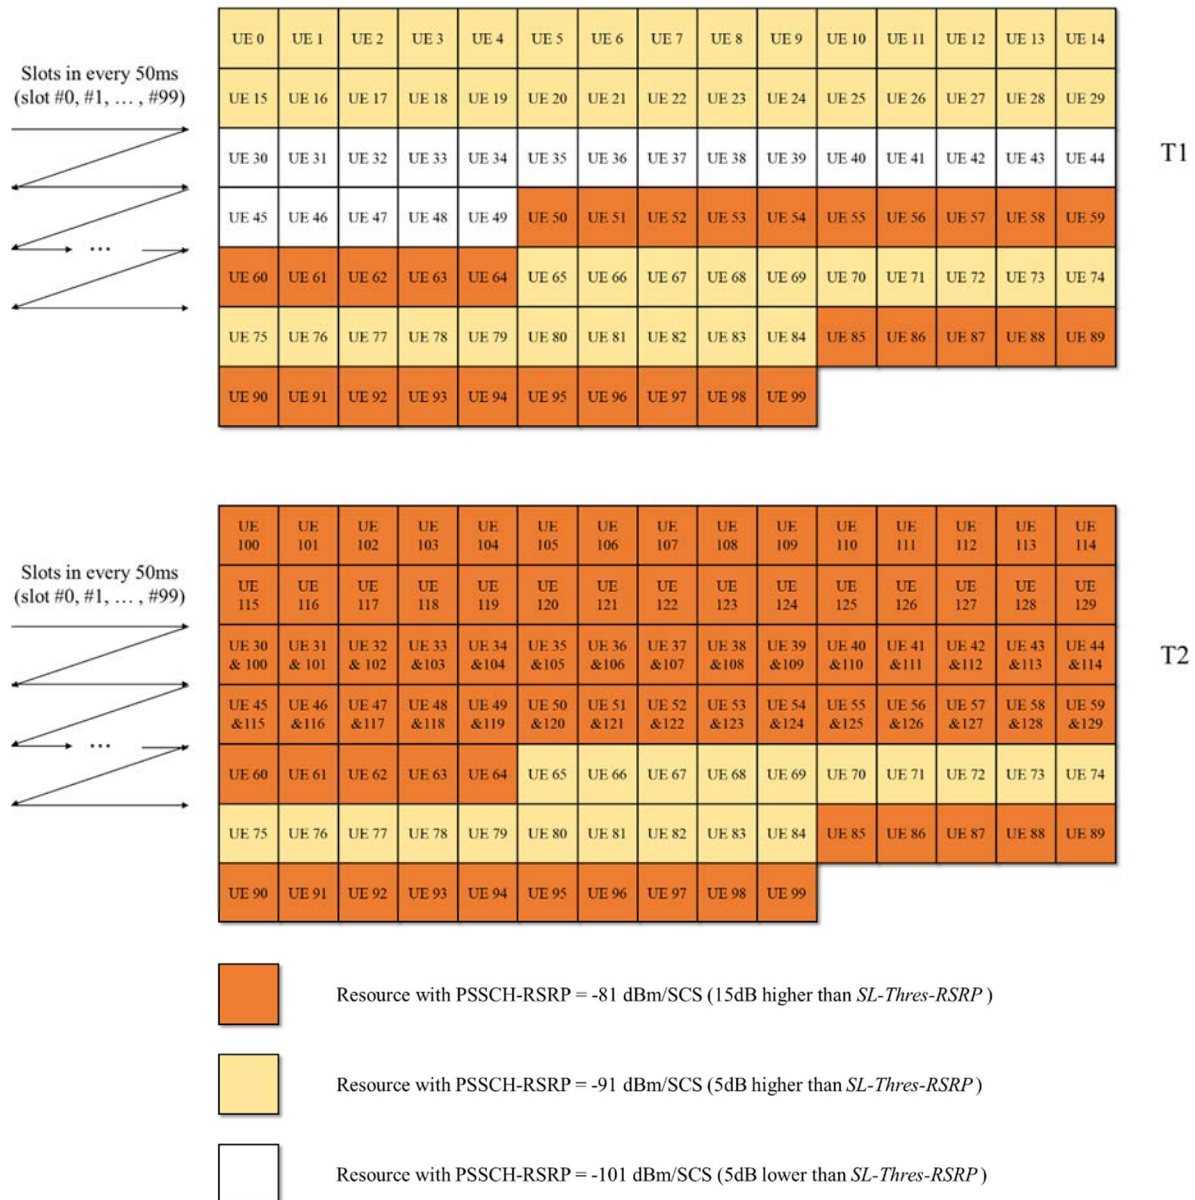 UE 0 UE 1 UE 2 UE 3 UE 4 UE 5 UE 6 UE 7 UE 8 UE 9 UE 10 UE 11 UE 12 UE 13 UE 14
Slots in every 50ms
(slot #0, #1, … , #99)
UE 15 UE 16 UE 17 UE 18 UE 19 UE 20 UE 21 UE 22 UE 23 UE 24 UE 25 UE 26 UE 27 UE 28 UE 29
UE 30 UE 31 UE 32 UE 33 UE 34 UE 35 UE 36 UE 37 UE 38 UE 39 UE 40 UE 41 UE 42 UE 43 UE 44
T1
UE 45 UE 46 UE 47 UE 48 UE 49 UE 50 UE 51 UE 52 UE 53 UE 54 UE 55 UE 56 UE 57 UE 58 UE 59
...
UE 60 UE 61 UE 62 UE 63 UE 64 UE 65 UE 66 UE 67 UE 68 UE 69 UE 70 UE 71 UE 72 UE 73 UE 74
UE 75 UE 76 UE 77 UE 78 UE 79 UE 80 UE 81 UE 82 UE 83 UE 84 UE 85 UE 86 UE 87 UE 88 UE 89
UE 90 UE 91 UE 92 UE 93 UE 94 UE 95 UE 96 UE 97 UE 98 UE 99
UE UE UE UE UE UE UE UE UE UE UE UE UE UE UE
100 101 102 103 104 105 106 107 108 109 110 111 112 113 114
Slots in every 50ms
(slot #0, #1, … , #99)
UE UE UE UE UE UE UE UE UE UE UE UE UE UE UE
115 116 117 118 119 120 121 122 123 124 125 126 127 128 129
UE 30 UE 31 UE 32 UE 33 UE 34 UE 35 UE 36 UE 37 UE 38 UE 39 UE 40 UE 41 UE 42 UE 43 UE 44
& 100 & 101 & 102 &103 &104 &105 &106 &107 &108 &109 &110 &111 &112 &113 &114
T2
UE 45 UE 46 UE 47 UE 48 UE 49 UE 50 UE 51 UE 52 UE 53 UE 54 UE 55 UE 56 UE 57 UE 58 UE 59
&115 &116 &117 &118 &119 &120 &121 &122 &123 &124 &125 &126 &127 &128 &129
...
UE 60 UE 61 UE 62 UE 63 UE 64 UE 65 UE 66 UE 67 UE 68 UE 69 UE 70 UE 71 UE 72 UE 73 UE 74
UE 75 UE 76 UE 77 UE 78 UE 79 UE 80 UE 81 UE 82 UE 83 UE 84 UE 85 UE 86 UE 87 UE 88 UE 89
UE 90 UE 91 UE 92 UE 93 UE 94 UE 95 UE 96 UE 97 UE 98 UE 99
Resource with PSSCH-RSRP = -81 dBm/SCS (15dB higher than SL-Thres-RSRP )
Resource with PSSCH-RSRP = -91 dBm/SCS (5dB higher than SL-Thres-RSRP )
Resource with PSSCH-RSRP = -101 dBm/SCS (5dB lower than SL-Thres-RSRP )